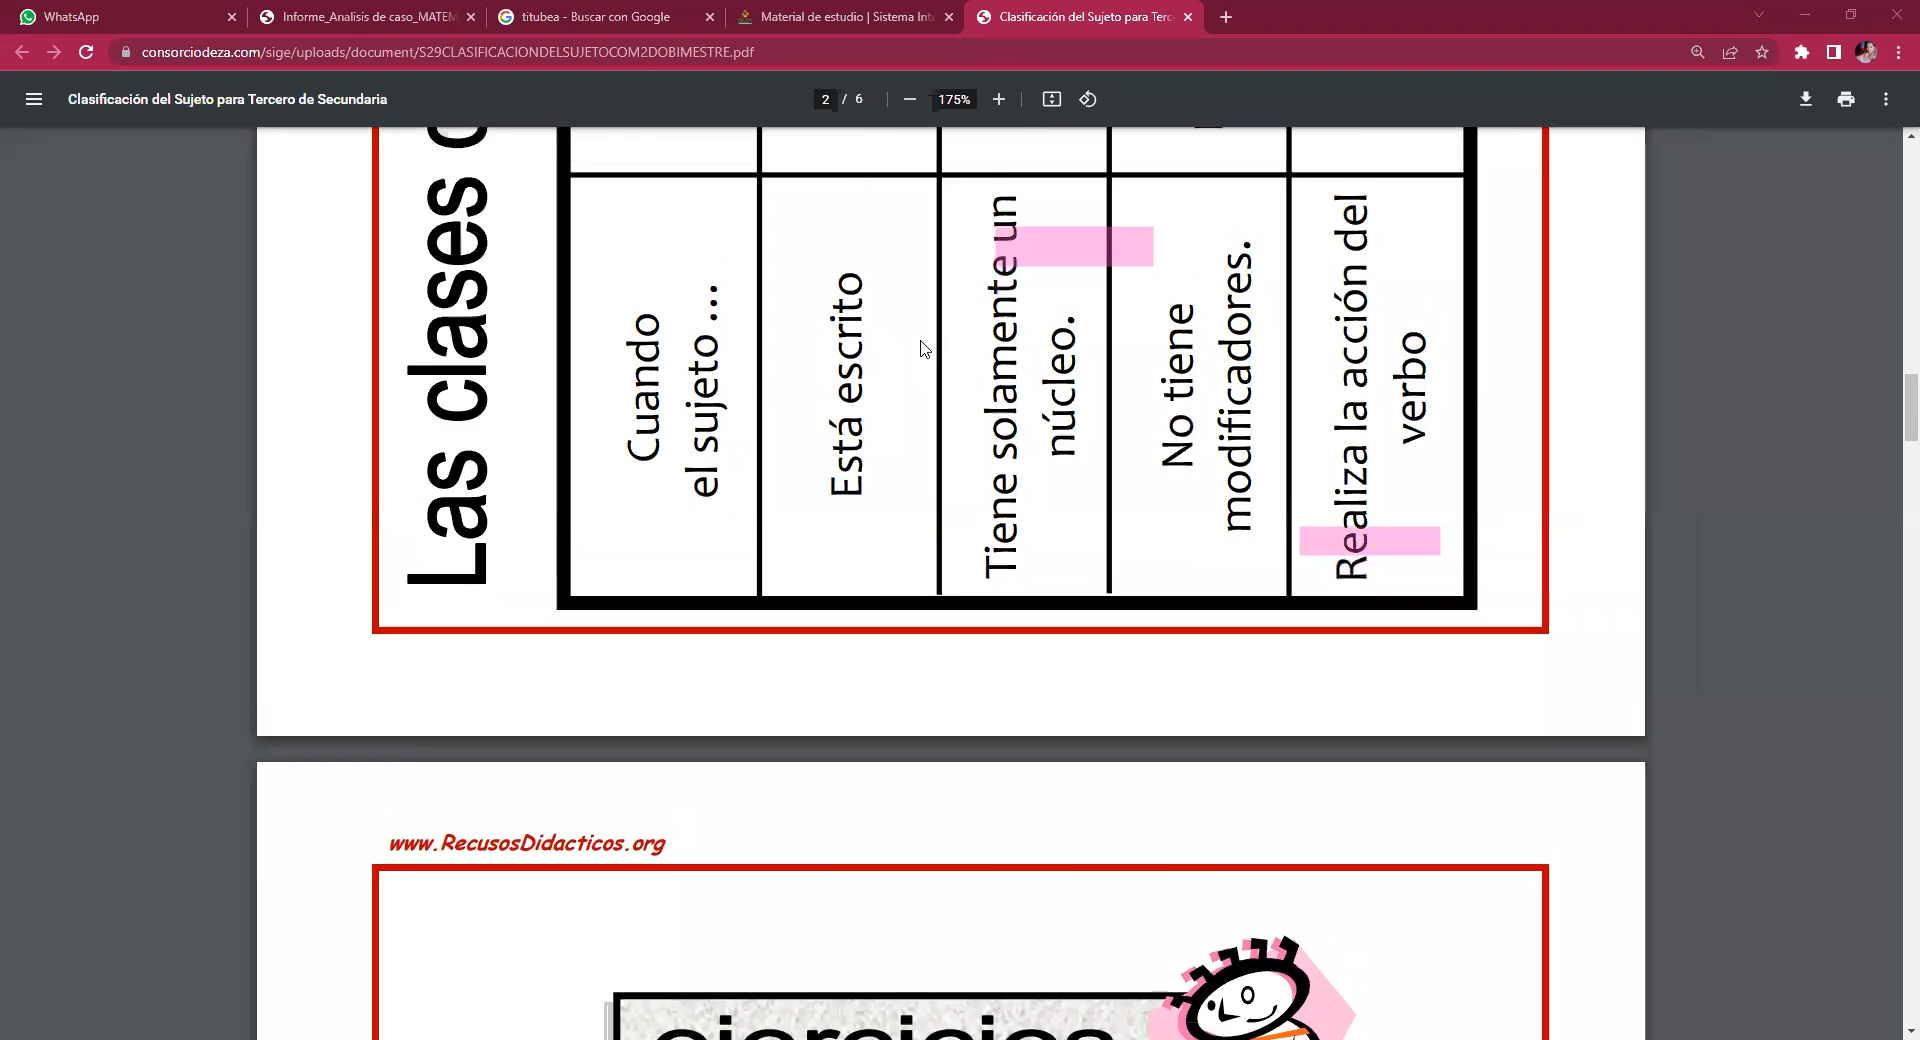 WhatsApp
Informe_Analisis de caso_MATEM
titubea - Buscar con Google
Material de estudio | Sistema Int
Clasificación del Sujeto para Terc
consorciodeza.com/sige/uploads/document/S29CLASIFICACIONDELSUJETOCOM2DOBIMESTRE.pdf
Clasificación del Sujeto para Tercero de Secundaria
2 / 6
175%
Las clases
Cuando
el sujeto ...
Está escrito
Tiene solamente un
núcleo.
No tiene
modificadores.
Realiza la acción del
verbo
www.RecusosDidacticos.org
ejercicios